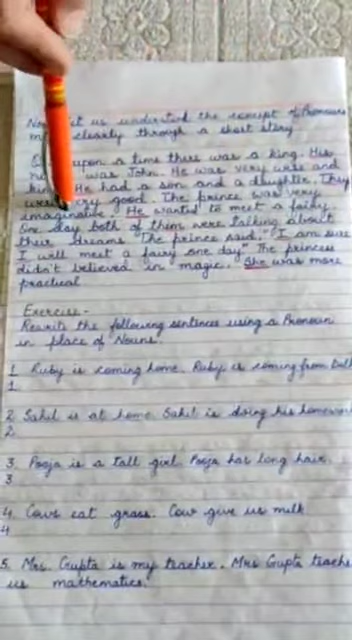 us understand the concept of Pronouns
clearly through a short story
upon a time there was a king. His
was John. He was very wise and
He had a son and a daughter. They
very good. The prince was very
imaginative. He wanted to meet a fairy.
One day both of them were talking about
their dreams. The prince said "I am sure
I will meet a fairy one day" The princess
didn't believed in magic. She was more
practical
Exercise-
Rewrite the following sentences using a Pronoun
in place of Nouns.
1 Ruby is coming home. Ruby is coming from
1.
2. Sahil is at home. Sahil is doing his homework
2.
3. Pooja is a tall girl. Pooja has long hair.
3
4. Cows eat grass. Cow give us milk
4
5. Mrs. Gupta is my teacher. Mrs Gupta teache
us mathematics.